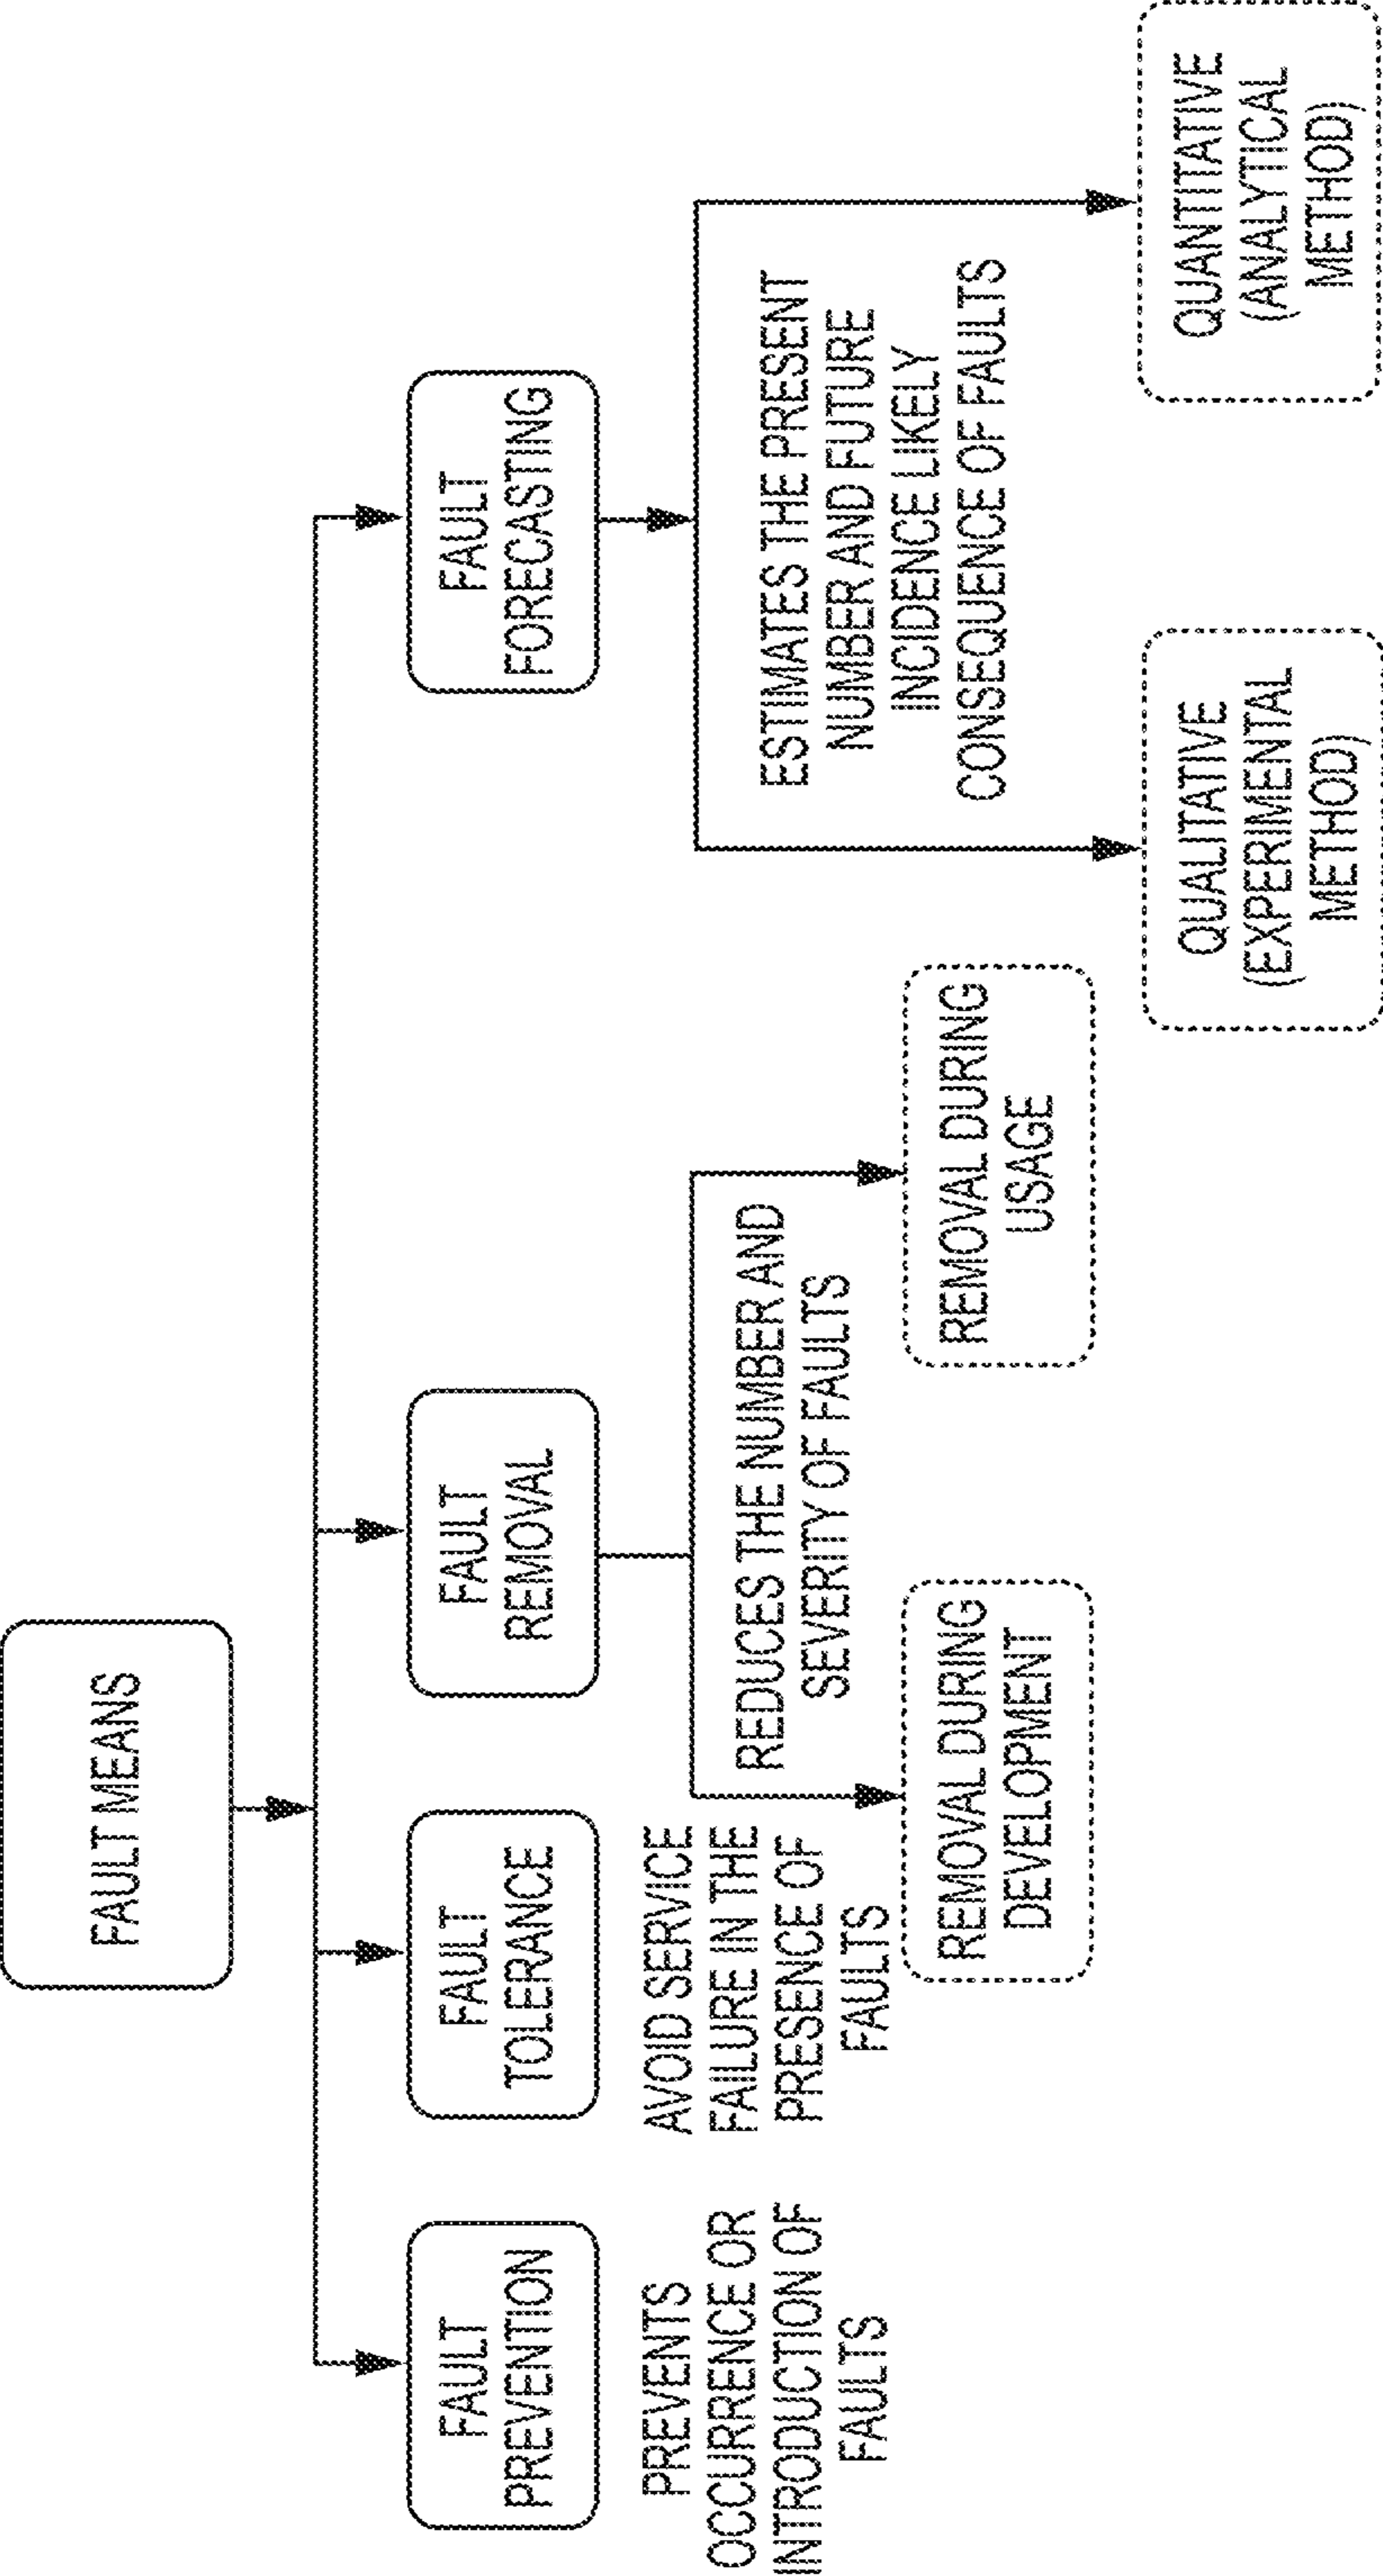 FAULT MEANS
FAULT
PREVENTION
PREVENTS
OCCURRENCE OR
INTRODUCTION OF
FAULTS
FAULT
TOLERANCE
AVOID SERVICE
FAILURE IN THE
PRESENCE OF
FAULTS
FAULT
REMOVAL
REDUCES THE NUMBER AND
SEVERITY OF FAULTS
REMOVAL DURING
DEVELOPMENT
REMOVAL DURING
USAGE
FAULT
FORECASTING
ESTIMATES THE PRESENT
NUMBER AND FUTURE
INCIDENCE LIKELY
CONSEQUENCE OF FAULTS
QUALITATIVE
(EXPERIMENTAL
METHOD)
QUANTITATIVE
(ANALYTICAL
METHOD)